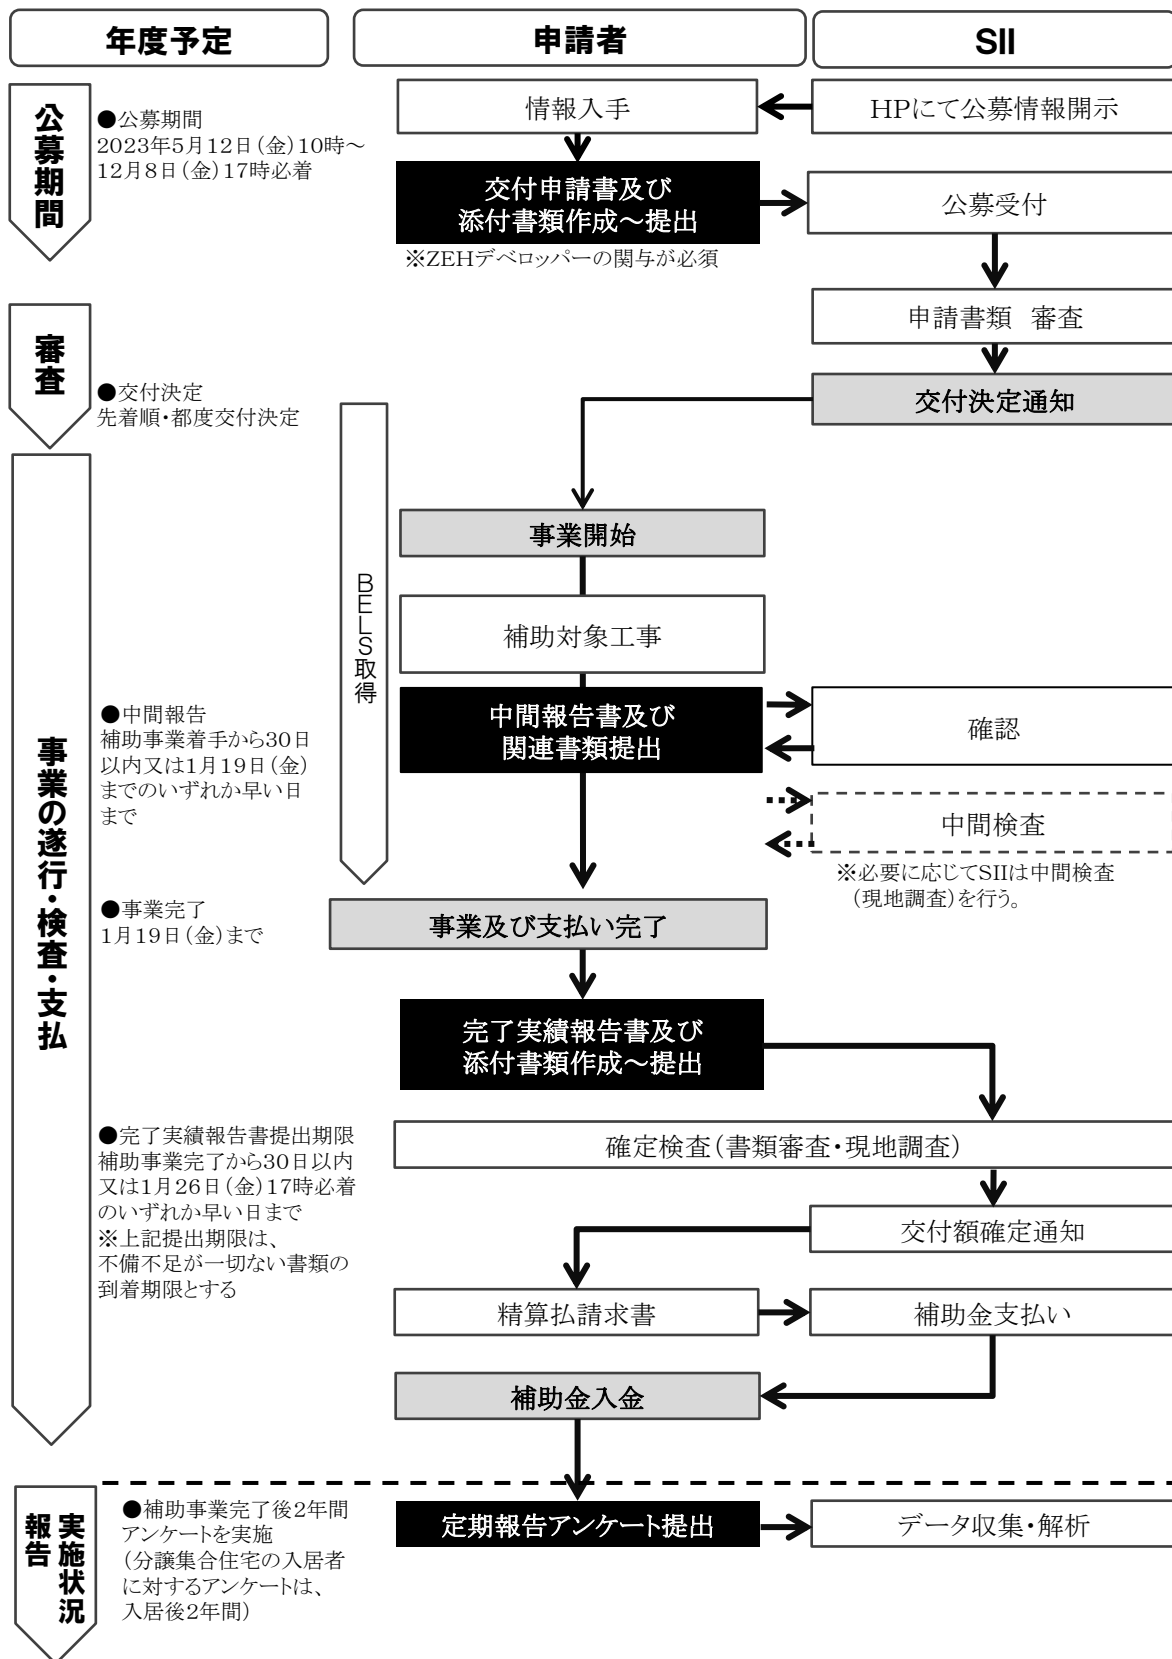 年度予定
申請者
SII
公募期間
●公募期間
2023年5月12日(金)10時～
12月8日(金)17時必着
情報入手
HPにて公募情報開示
交付申請書及び
添付書類作成～提出
※ZEHデベロッパーの関与が必須
公募受付
申請書類　審査
審査
●交付決定
先着順・都度交付決定
交付決定通知
BELS取得
事業開始
補助対象工事
事業の遂行・検査・支払
●中間報告
補助事業着手から30日
以内又は1月19日(金)
までのいずれか早い日
まで
中間報告書及び
関連書類提出
確認
中間検査
※必要に応じてSIIは中間検査
(現地調査)を行う。
●事業完了
1月19日(金)まで
事業及び支払い完了
完了実績報告書及び
添付書類作成～提出
●完了実績報告書提出期限
補助事業完了から30日以内
又は1月26日(金)17時必着
のいずれか早い日まで
※上記提出期限は、
不備不足が一切ない書類の
到着期限とする
確定検査(書類審査・現地調査)
交付額確定通知
精算払請求書
補助金支払い
補助金入金
実施状況
報告
●補助事業完了後2年間
アンケートを実施
(分譲集合住宅の入居者
に対するアンケートは、
入居後2年間)
定期報告アンケート提出
データ収集・解析